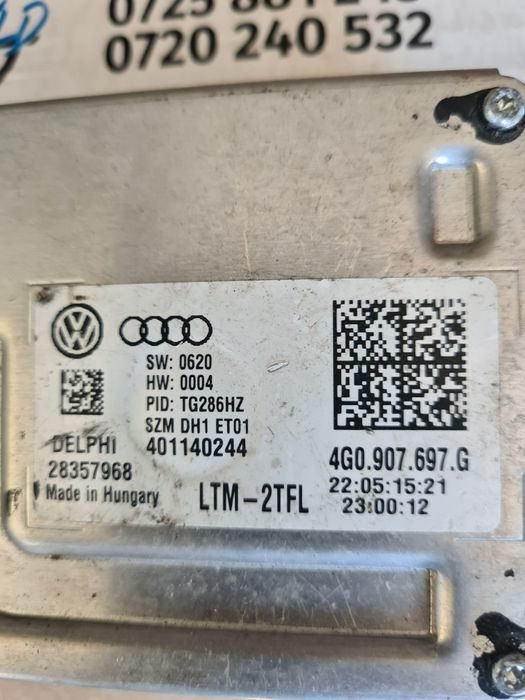 0720 240 532
SW: 0620
HW: 0004
PID: TG286HZ
SZM DH1 ET01
DELPHI 401140244
28357968
Made in Hungary
LTM-2TFL
4G0.907.697.G
22:05:15:21
23:00:12